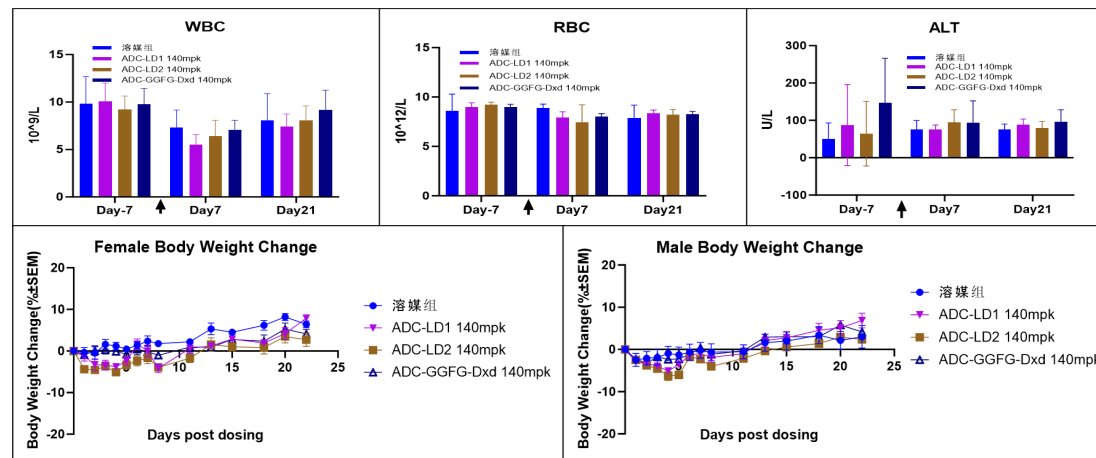 WBC
溶媒组
ADC-LD1 140mpk
ADC-LD2 140mpk
ADC-GGFG-Dxd 140mpk
10^9/L
15
10
5
0
Day-7
Day7
Day21
RBC
溶媒组
ADC-LD1 140mpk
ADC-LD2 140mpk
ADC-GGFG-Dxd 140mpk
10^12/L
15
10
5
0
Day-7
Day7
Day21
ALT
溶媒组
ADC-LD1 140mpk
ADC-LD2 140mpk
ADC-GGFG-Dxd 140mpk
U/L
300
200
100
0
-100
Day-7
Day7
Day21
Female Body Weight Change
Body Weight Change(%±SEM)
20
10
0
-10
-20
5
10
15
20
25
Days post dosing
溶媒组
ADC-LD1 140mpk
ADC-LD2 140mpk
ADC-GGFG-Dxd 140mpk
Male Body Weight Change
Body Weight Change(%±SEM)
20
10
0
-10
-20
5
10
15
20
25
Days post dosing
溶媒组
ADC-LD1 140mpk
ADC-LD2 140mpk
ADC-GGFG-Dxd 140mpk